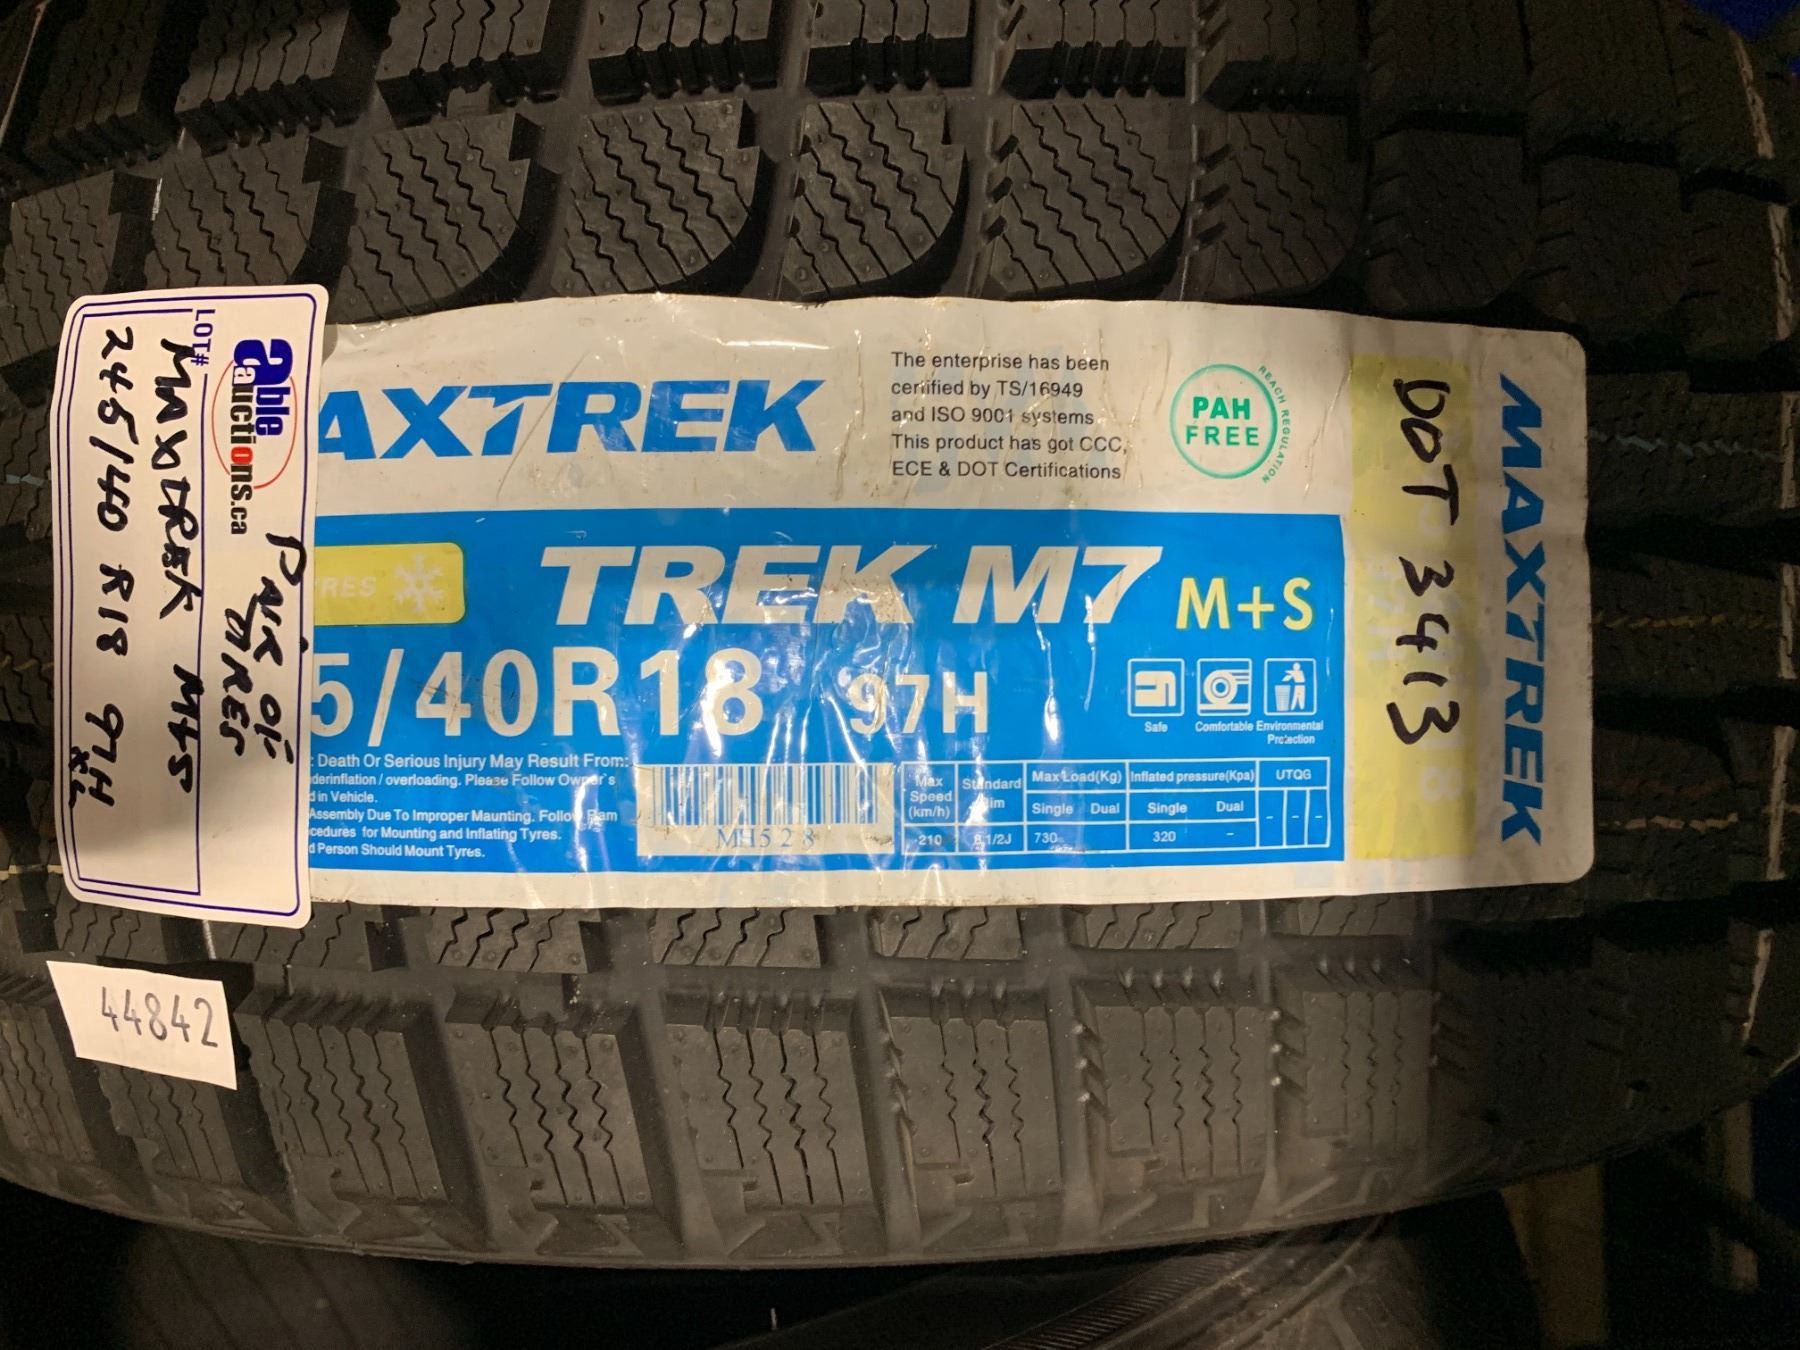 able
auctions.ca
LOT#
PAIR OF
TYRES
MAXTREK M+S
245/40 R18 97H
XL
44842
AXTREK
The enterprise has been
certified by TS/16949
and ISO 9001 systems
This product has got CCC,
ECE & DOT Certifications
PAH
FREE
REACH REGULATION
RES
TREK M7 M+S
5/40R18 97H
Safe
Comfortable
Environmental
Protection
: Death Or Serious Injury May Result From:
derinflation / overloading. Please Follow Owner's
d in Vehicle.
Assembly Due To Improper Mounting. Follow
cedures for Mounting and Inflating Tyres.
d Person Should Mount Tyres.
MH528
Max Speed (km/h) Standard Rim Max Load(Kg) Inflated pressure(Kpa) UTQG
Single Dual Single Dual
210 8 1/2J 730 - 320 - - - -
DOT 3413
MAXTREK